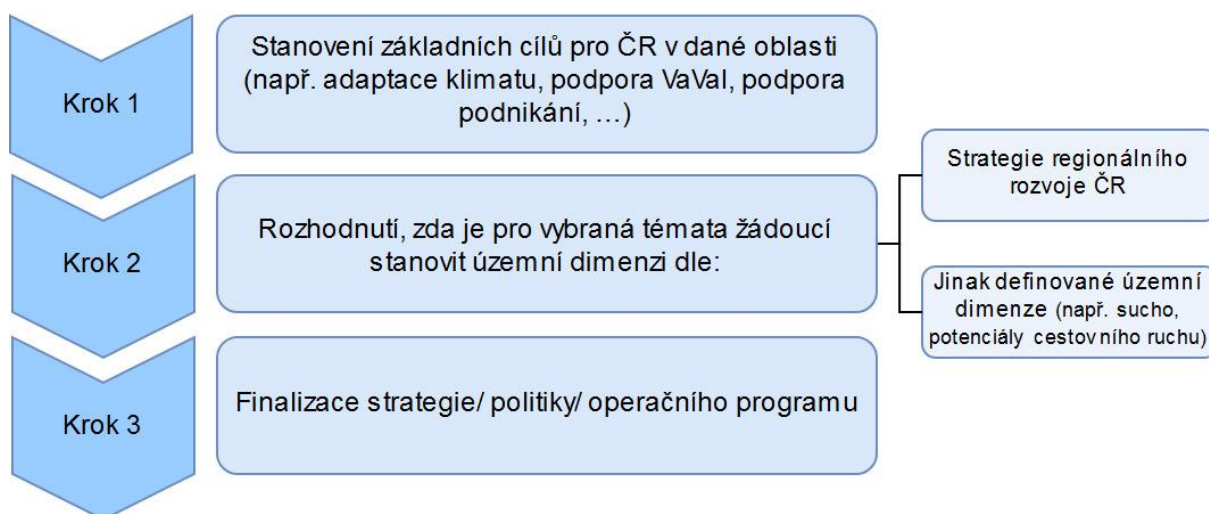 Krok 1
Stanovení základních cílů pro ČR v dané oblasti
(např. adaptace klimatu, podpora VaVaI, podpora
podnikání, …)
Krok 2
Rozhodnutí, zda je pro vybraná témata žádoucí
stanovit územní dimenzi dle:
Strategie regionálního
rozvoje ČR
Jinak definované územní
dimenze (např. sucho,
potenciály cestovního ruchu)
Krok 3
Finalizace strategie/ politiky/ operačního programu